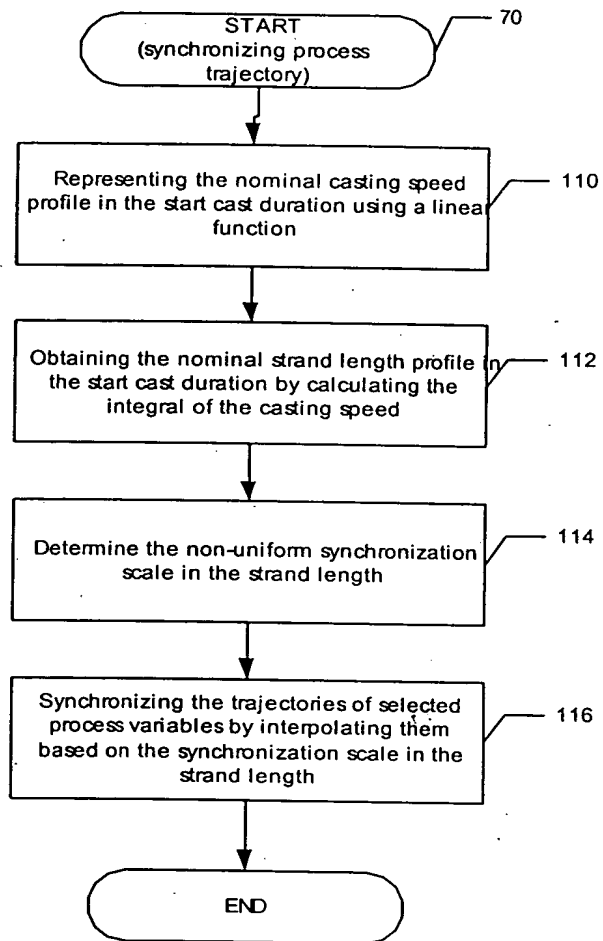 START
(synchronizing process
trajectory)
70
Representing the nominal casting speed
profile in the start cast duration using a linear
function
110
Obtaining the nominal strand length profile in
the start cast duration by calculating the
integral of the casting speed
112
Determine the non-uniform synchronization
scale in the strand length
114
Synchronizing the trajectories of selected
process variables by interpolating them
based on the synchronization scale in the
strand length
116
END